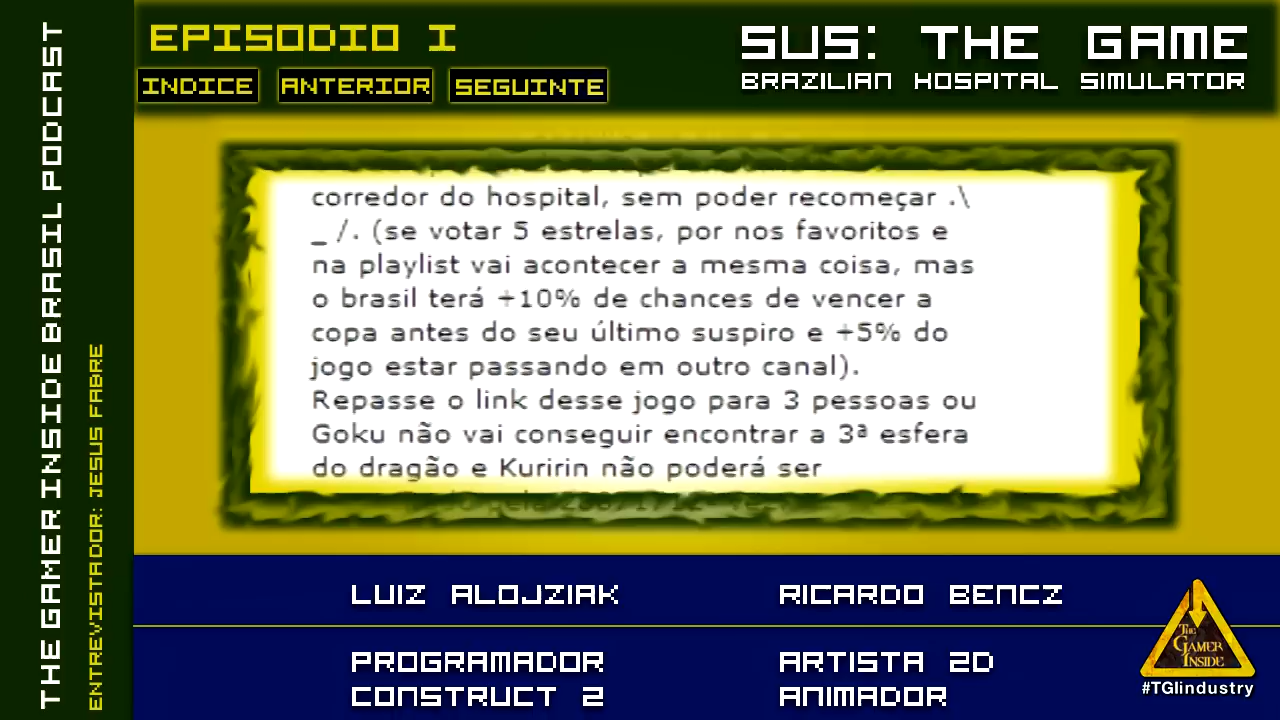 THE GAMER INSIDE BRASIL PODCAST
ENTREVISTADOR: JESUS FABRE
EPISODIO I
INDICE ANTERIOR SEGUINTE
SUS: THE GAME
BRAZILIAN HOSPITAL SIMULATOR
corredor do hospital, sem poder recomeçar .\
_ /. (se votar 5 estrelas, por nos favoritos e
na playlist vai acontecer a mesma coisa, mas
o brasil terá +10% de chances de vencer a
copa antes do seu último suspiro e +5% do
jogo estar passando em outro canal).
Repasse o link desse jogo para 3 pessoas ou
Goku não vai conseguir encontrar a 3ª esfera
do dragão e Kuririn não poderá ser
LUIZ ALOJZIAK
RICARDO BENCZ
PROGRAMADOR
CONSTRUCT 2
ARTISTA 2D
ANIMADOR
THE
GAMER
INSIDE
#TGIindustry